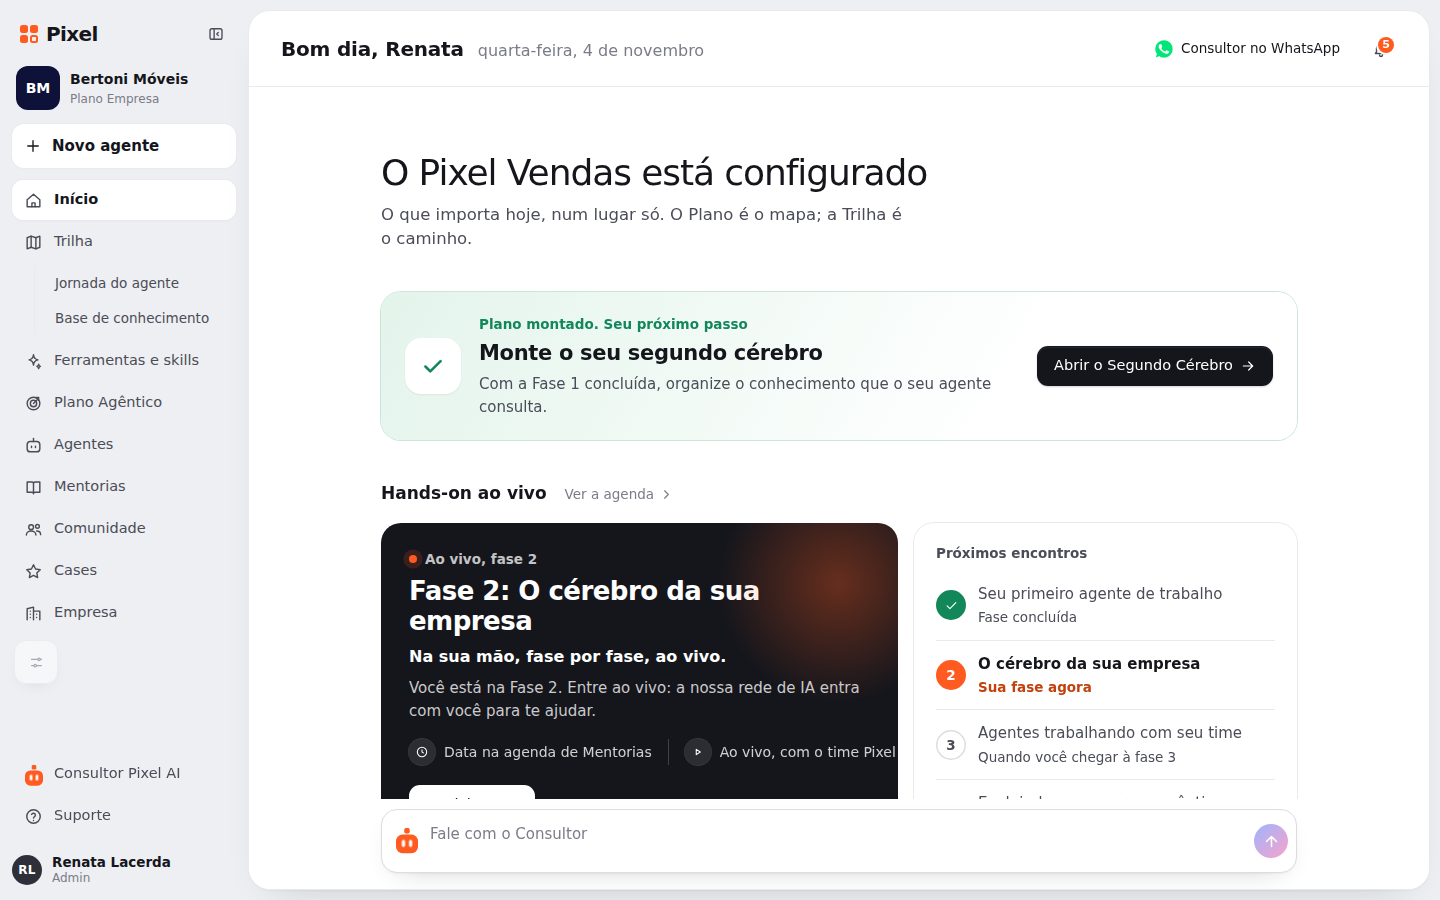 Pixel
BM
Bertoni Móveis
Plano Empresa
Novo agente
Início
Trilha
Jornada do agente
Base de conhecimento
Ferramentas e skills
Plano Agêntico
Agentes
Mentorias
Comunidade
Cases
Empresa
Consultor Pixel AI
Suporte
RL
Renata Lacerda
Admin
Bom dia, Renata
quarta-feira, 4 de novembro
Consultor no WhatsApp
5
O Pixel Vendas está configurado
O que importa hoje, num lugar só. O Plano é o mapa; a Trilha é
o caminho.
Plano montado. Seu próximo passo
Monte o seu segundo cérebro
Com a Fase 1 concluída, organize o conhecimento que o seu agente
consulta.
Abrir o Segundo Cérebro
Hands-on ao vivo
Ver a agenda
Ao vivo, fase 2
Fase 2: O cérebro da sua
empresa
Na sua mão, fase por fase, ao vivo.
Você está na Fase 2. Entre ao vivo: a nossa rede de IA entra
com você para te ajudar.
Data na agenda de Mentorias
Ao vivo, com o time Pixel
Próximos encontros
Seu primeiro agente de trabalho
Fase concluída
2
O cérebro da sua empresa
Sua fase agora
3
Agentes trabalhando com seu time
Quando você chegar à fase 3
Fale com o Consultor